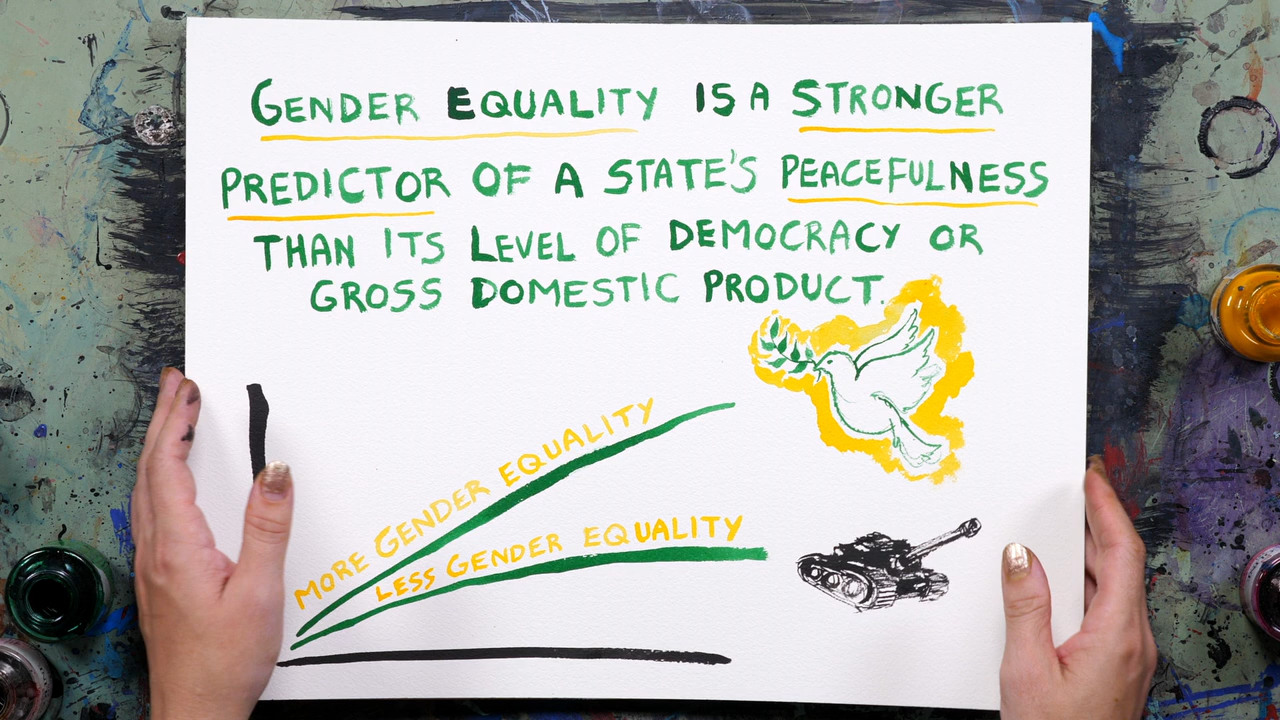 GENDER EQUALITY IS A STRONGER
PREDICTOR OF A STATE'S PEACEFULNESS
THAN ITS LEVEL OF DEMOCRACY OR
GROSS DOMESTIC PRODUCT.
MORE GENDER EQUALITY
LESS GENDER EQUALITY